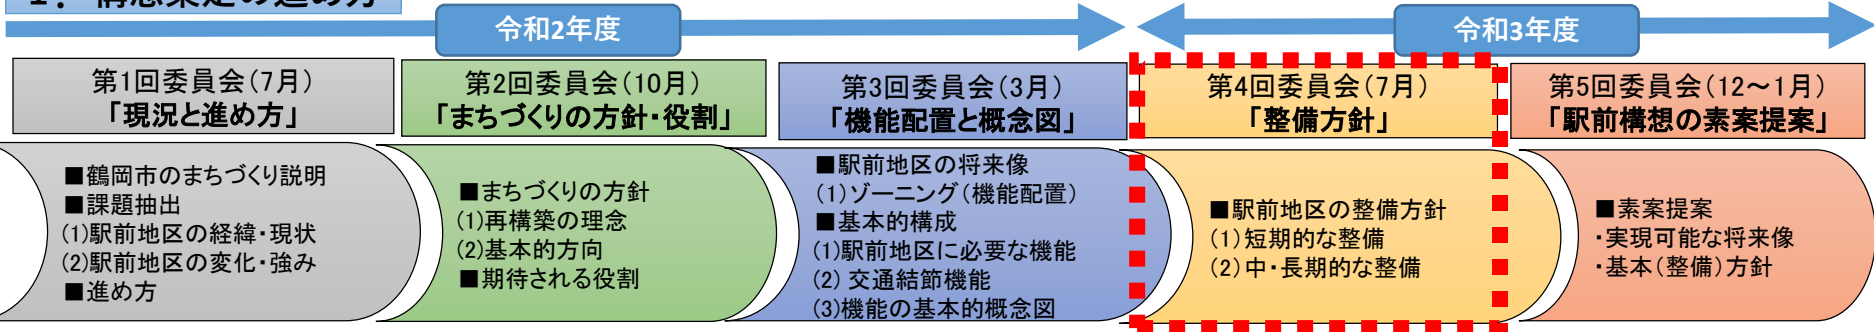 1．構想策定の進め方
令和2年度
令和3年度
第1回委員会(7月)
「現況と進め方」
第2回委員会(10月)
「まちづくりの方針・役割」
第3回委員会(3月)
「機能配置と概念図」
第4回委員会(7月)
「整備方針」
第5回委員会(12～1月)
「駅前構想の素案提案」
■鶴岡市のまちづくり説明
■課題抽出
(1)駅前地区の経緯・現状
(2)駅前地区の変化・強み
■進め方
■まちづくりの方針
(1)再構築の理念
(2)基本的方向
■期待される役割
■駅前地区の将来像
(1)ゾーニング(機能配置)
■基本的構成
(1)駅前地区に必要な機能
(2) 交通結節機能
(3)機能の基本的概念図
■駅前地区の整備方針
(1)短期的な整備
(2)中・長期的な整備
■素案提案
・実現可能な将来像
・基本(整備)方針